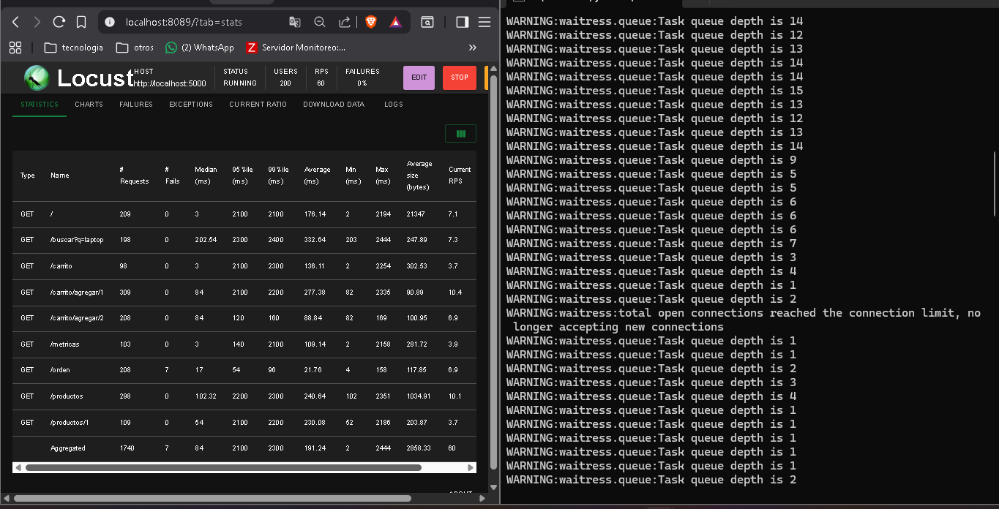 localhost:8089/?tab=stats
tecnologia otros (2) WhatsApp Z Servidor Monitoreo:... »
Locust
HOST
http://localhost:5000
STATUS
RUNNING
USERS
200
RPS
60
FAILURES
0%
EDIT
STOP
STATISTICS CHARTS FAILURES EXCEPTIONS CURRENT RATIO DOWNLOAD DATA LOGS
Type Name # Requests # Fails Median (ms) 95%ile (ms) 99%ile (ms) Average (ms) Min (ms) Max (ms) Average size (bytes) Current RPS
GET / 209 0 3 2100 2100 176.14 2 2194 21347 7.1
GET /buscar?q=laptop 198 0 202.54 2300 2400 332.64 203 2444 247.89 7.3
GET /carrito 98 0 3 2100 2300 136.11 2 2254 302.53 3.7
GET /carrito/agregar/1 309 0 84 2100 2200 277.38 82 2335 90.89 10.4
GET /carrito/agregar/2 208 0 84 120 160 88.84 82 169 100.95 6.9
GET /metricas 103 0 3 140 2100 109.14 2 2158 281.72 3.9
GET /orden 208 7 17 54 96 21.76 4 158 117.85 6.9
GET /productos 298 0 102.32 2200 2300 240.64 102 2351 1034.91 10.1
GET /productos/1 109 0 54 2100 2200 230.08 52 2186 203.87 3.7
Aggregated 1740 7 84 2100 2300 191.24 2 2444 2858.33 60
WARNING:waitress.queue:Task queue depth is 14
WARNING:waitress.queue:Task queue depth is 12
WARNING:waitress.queue:Task queue depth is 13
WARNING:waitress.queue:Task queue depth is 14
WARNING:waitress.queue:Task queue depth is 14
WARNING:waitress.queue:Task queue depth is 15
WARNING:waitress.queue:Task queue depth is 13
WARNING:waitress.queue:Task queue depth is 12
WARNING:waitress.queue:Task queue depth is 13
WARNING:waitress.queue:Task queue depth is 14
WARNING:waitress.queue:Task queue depth is 9
WARNING:waitress.queue:Task queue depth is 5
WARNING:waitress.queue:Task queue depth is 5
WARNING:waitress.queue:Task queue depth is 6
WARNING:waitress.queue:Task queue depth is 6
WARNING:waitress.queue:Task queue depth is 6
WARNING:waitress.queue:Task queue depth is 7
WARNING:waitress.queue:Task queue depth is 3
WARNING:waitress.queue:Task queue depth is 4
WARNING:waitress.queue:Task queue depth is 1
WARNING:waitress.queue:Task queue depth is 2
WARNING:waitress:total open connections reached the connection limit, no
longer accepting new connections
WARNING:waitress.queue:Task queue depth is 1
WARNING:waitress.queue:Task queue depth is 1
WARNING:waitress.queue:Task queue depth is 2
WARNING:waitress.queue:Task queue depth is 3
WARNING:waitress.queue:Task queue depth is 4
WARNING:waitress.queue:Task queue depth is 1
WARNING:waitress.queue:Task queue depth is 1
WARNING:waitress.queue:Task queue depth is 1
WARNING:waitress.queue:Task queue depth is 1
WARNING:waitress.queue:Task queue depth is 1
WARNING:waitress.queue:Task queue depth is 2